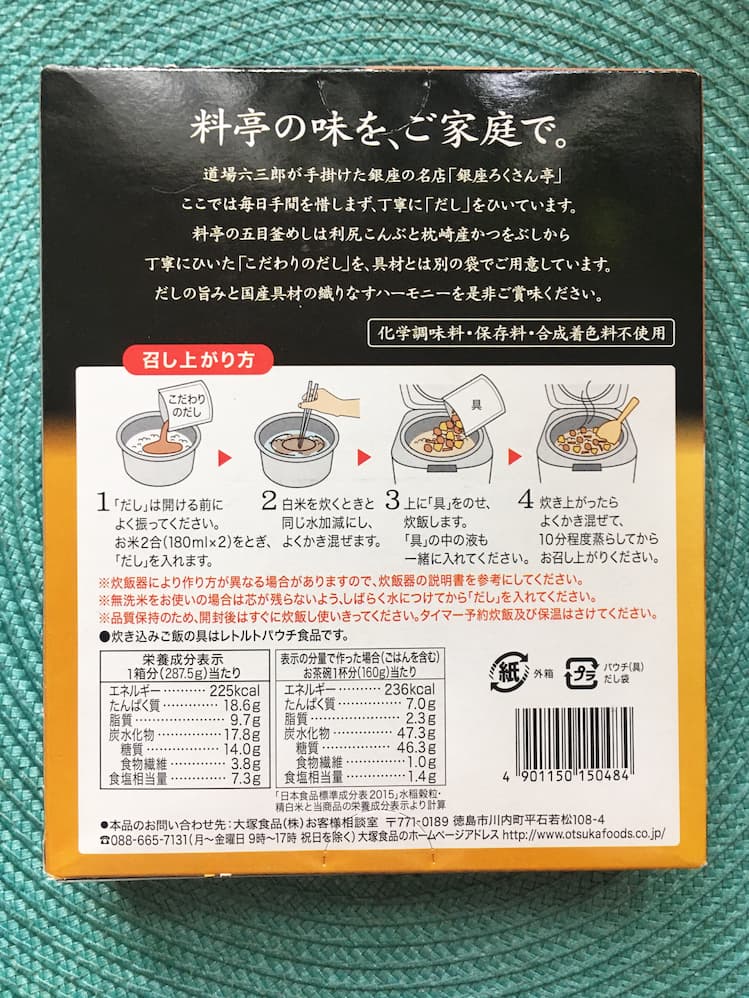 料亭の味を、ご家庭で。
道場六三郎が手掛けた銀座の名店「銀座ろくさん亭」
ここでは毎日手間を惜しまず、丁寧に「だし」をひいています。
料亭の五目釜めしは利尻こんぶと枕崎産かつをぶしから
丁寧にひいた「こだわりのだし」を、具材とは別の袋でご用意しています。
だしの旨みと国産具材の織りなすハーモニーを是非ご賞味ください。
化学調味料・保存料・合成着色料不使用
召し上がり方
こだわり
のだし
具
1 「だし」は開ける前に
よく振ってください。
お米2合(180ml×2)をとぎ、
「だし」を入れます。
2 白米を炊くときと
同じ水加減にし、
よくかき混ぜます。
3 上に「具」をのせ、
炊飯します。
「具」の中の液も
一緒に入れてください。
4 炊き上がったら
よくかき混ぜて、
10分程度蒸らしてから
お召し上がりください。
※炊飯器により作り方が異なる場合がありますので、炊飯器の説明書を参考にしてください。
※無洗米をお使いの場合は芯が残らないよう、しばらく水につけてから「だし」を入れてください。
※品質保持のため、開封後はすぐに炊飯し使いきってください。タイマー予約炊飯及び保温はさけてください。
●炊き込みご飯の具はレトルトパウチ食品です。
栄養成分表示
1箱分(287.5g)当たり
エネルギー………225kcal
たんぱく質………18.6g
脂質………9.7g
炭水化物………17.8g
糖質………14.0g
食物繊維………3.8g
食塩相当量………7.3g
表示の分量で作った場合(ごはんを含む)
お茶碗1杯分(160g)当たり
エネルギー………236kcal
たんぱく質………7.0g
脂質………2.3g
炭水化物………47.3g
糖質………46.3g
食物繊維………1.0g
食塩相当量………1.4g
「日本食品標準成分表2015」水稲穀粒・
精白米と当商品の栄養成分表示より計算
紙 外箱
プラ パウチ(具)
だし袋
4 901150 150484
●本品のお問い合わせ先:大塚食品(株)お客様相談室 〒771-0189 徳島市川内町平石若松108-4
☎088-665-7131(月〜金曜日 9時〜17時 祝日を除く) 大塚食品のホームページアドレス http://www.otsukafoods.co.jp/